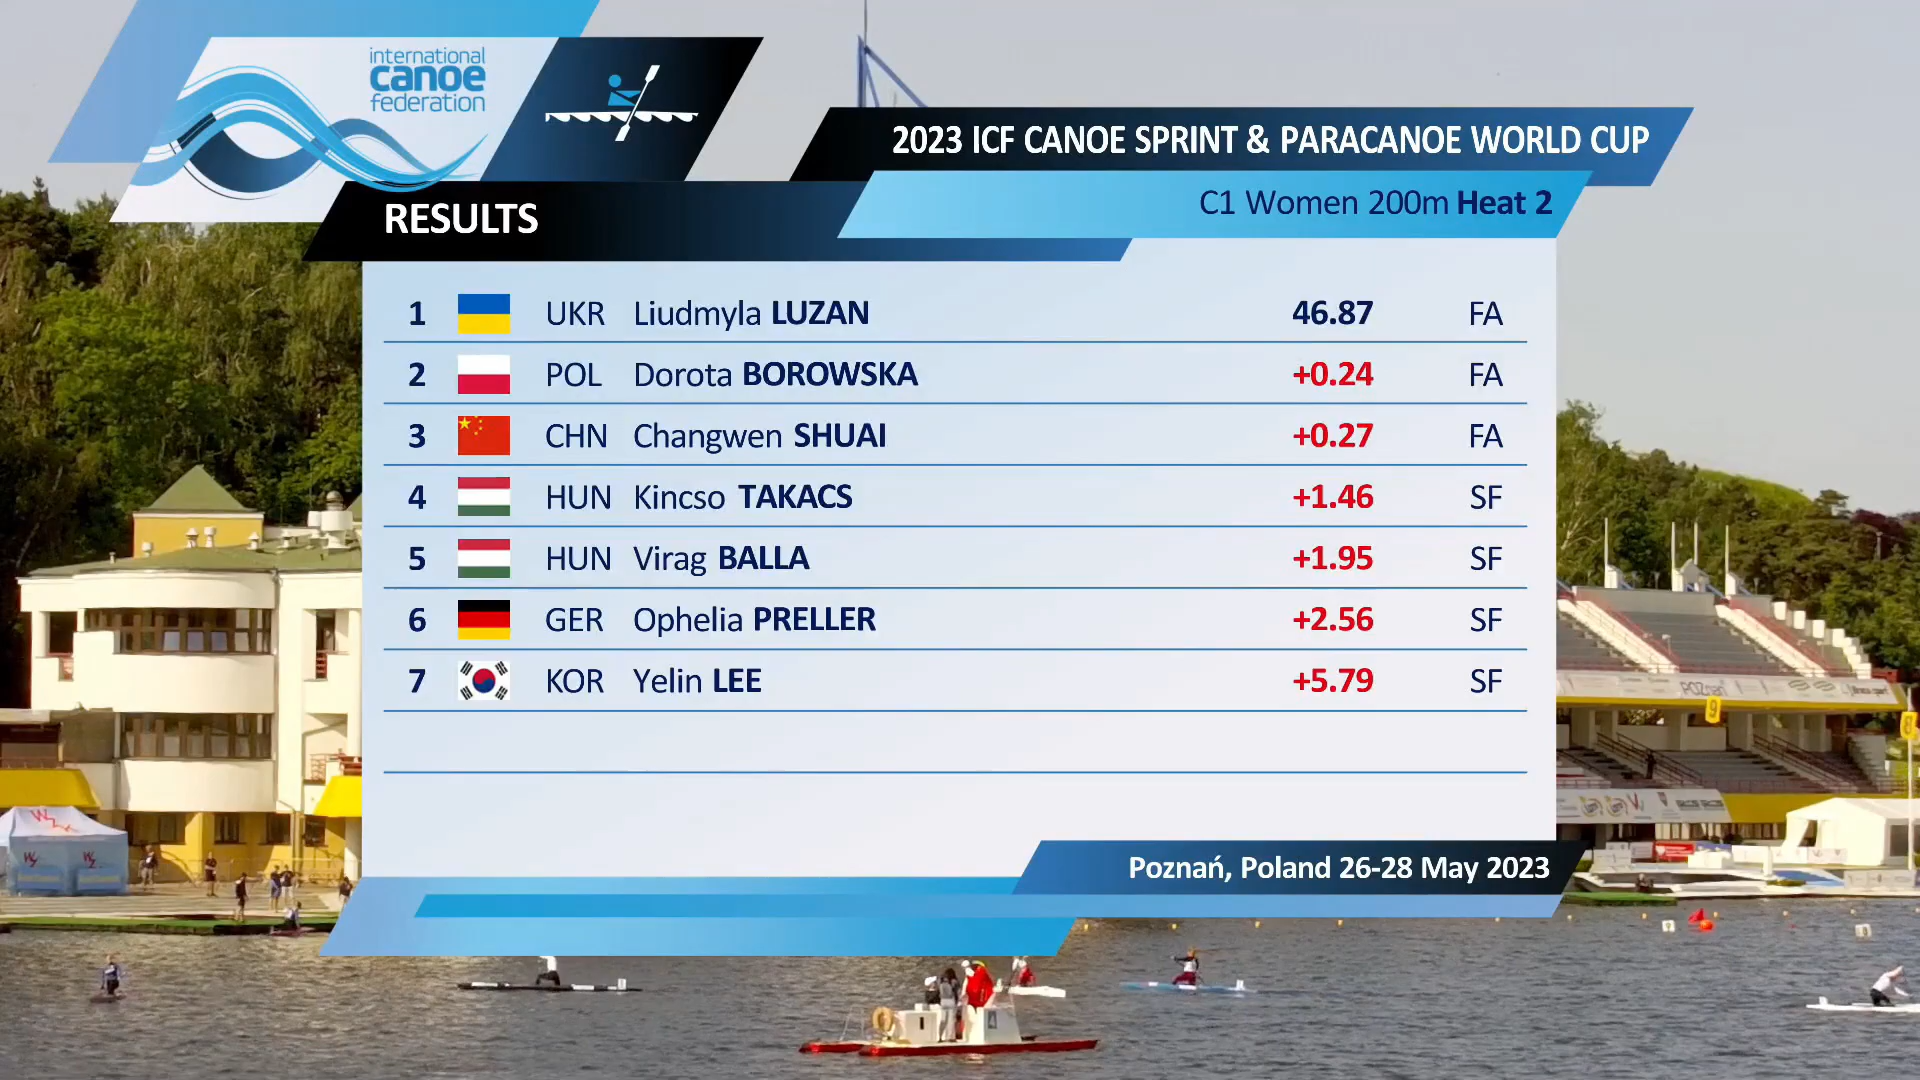 international
canoe
federation
2023 ICF CANOE SPRINT & PARACANOE WORLD CUP
C1 Women 200m Heat 2
RESULTS
1 UKR Liudmyla LUZAN 46.87 FA
2 POL Dorota BOROWSKA +0.24 FA
3 CHN Changwen SHUAI +0.27 FA
4 HUN Kincso TAKACS +1.46 SF
5 HUN Virag BALLA +1.95 SF
6 GER Ophelia PRELLER +2.56 SF
7 KOR Yelin LEE +5.79 SF
POZnań
9
8
Poznań, Poland 26-28 May 2023